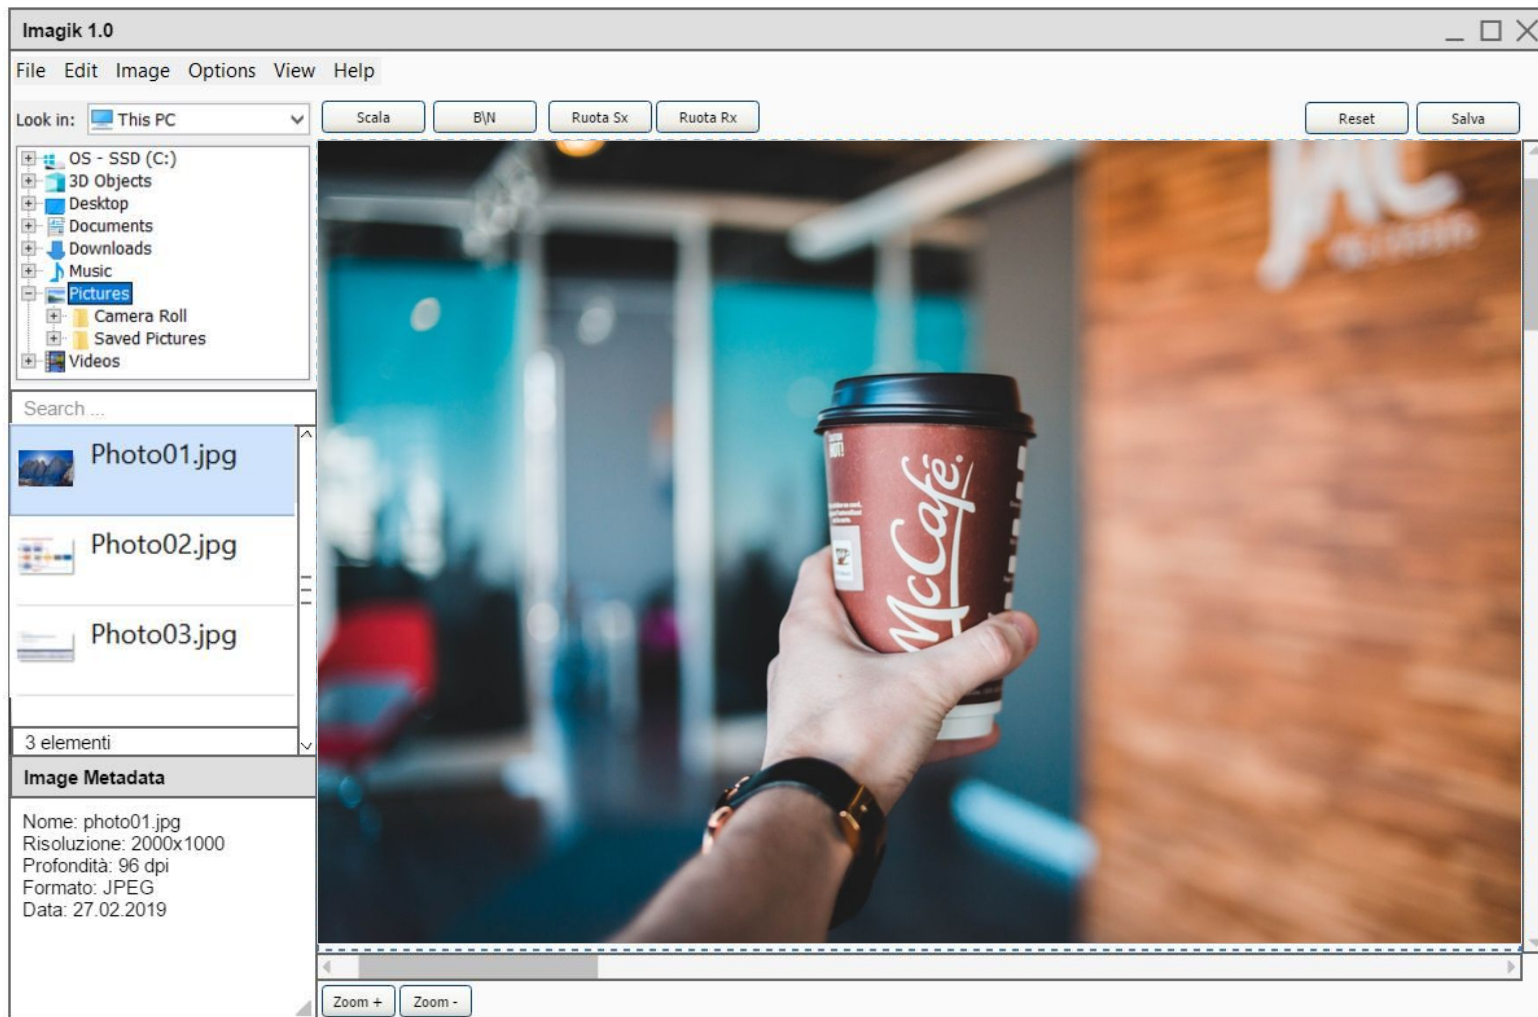 Imagik 1.0
File Edit Image Options View Help
Look in: This PC
Scala
B\N
Ruota Sx
Ruota Rx
Reset
Salva
OS - SSD (C:)
3D Objects
Desktop
Documents
Downloads
Music
Pictures
Camera Roll
Saved Pictures
Videos
Search ...
Photo01.jpg
Photo02.jpg
Photo03.jpg
3 elementi
Image Metadata
Nome: photo01.jpg
Risoluzione: 2000x1000
Profondità: 96 dpi
Formato: JPEG
Data: 27.02.2019
HOT!
McCafé.
Zoom +
Zoom -